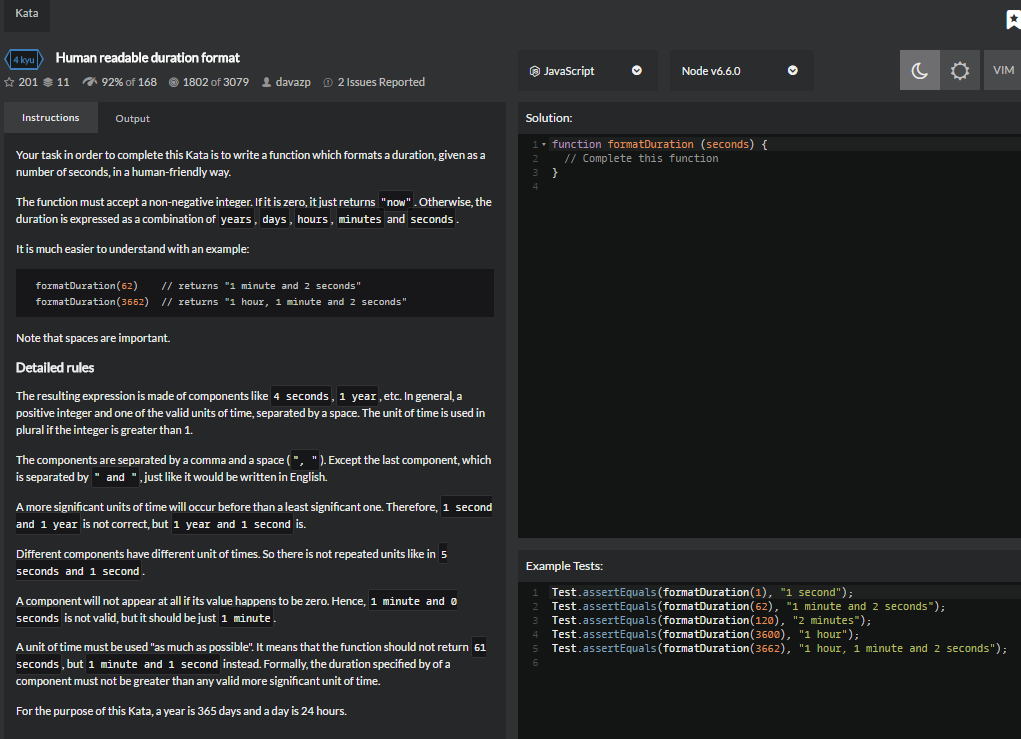 Kata
4 kyu Human readable duration format
201 11 92% of 168 1802 of 3079 davazp 2 Issues Reported
JavaScript Node v6.6.0 VIM
Instructions Output
Your task in order to complete this Kata is to write a function which formats a duration, given as a
number of seconds, in a human-friendly way.
The function must accept a non-negative integer. If it is zero, it just returns "now". Otherwise, the
duration is expressed as a combination of years, days, hours, minutes and seconds.
It is much easier to understand with an example:
formatDuration(62)    // returns "1 minute and 2 seconds"
formatDuration(3662)  // returns "1 hour, 1 minute and 2 seconds"
Note that spaces are important.
Detailed rules
The resulting expression is made of components like 4 seconds, 1 year, etc. In general, a
positive integer and one of the valid units of time, separated by a space. The unit of time is used in
plural if the integer is greater than 1.
The components are separated by a comma and a space (", "). Except the last component, which
is separated by " and ", just like it would be written in English.
A more significant units of time will occur before than a least significant one. Therefore, 1 second
and 1 year is not correct, but 1 year and 1 second is.
Different components have different unit of times. So there is not repeated units like in 5
seconds and 1 second.
A component will not appear at all if its value happens to be zero. Hence, 1 minute and 0
seconds is not valid, but it should be just 1 minute.
A unit of time must be used "as much as possible". It means that the function should not return 61
seconds, but 1 minute and 1 second instead. Formally, the duration specified by of a
component must not be greater than any valid more significant unit of time.
For the purpose of this Kata, a year is 365 days and a day is 24 hours.
Solution:
1 function formatDuration (seconds) {
2   // Complete this function
3 }
4
Example Tests:
1 Test.assertEquals(formatDuration(1), "1 second");
2 Test.assertEquals(formatDuration(62), "1 minute and 2 seconds");
3 Test.assertEquals(formatDuration(120), "2 minutes");
4 Test.assertEquals(formatDuration(3600), "1 hour");
5 Test.assertEquals(formatDuration(3662), "1 hour, 1 minute and 2 seconds");
6